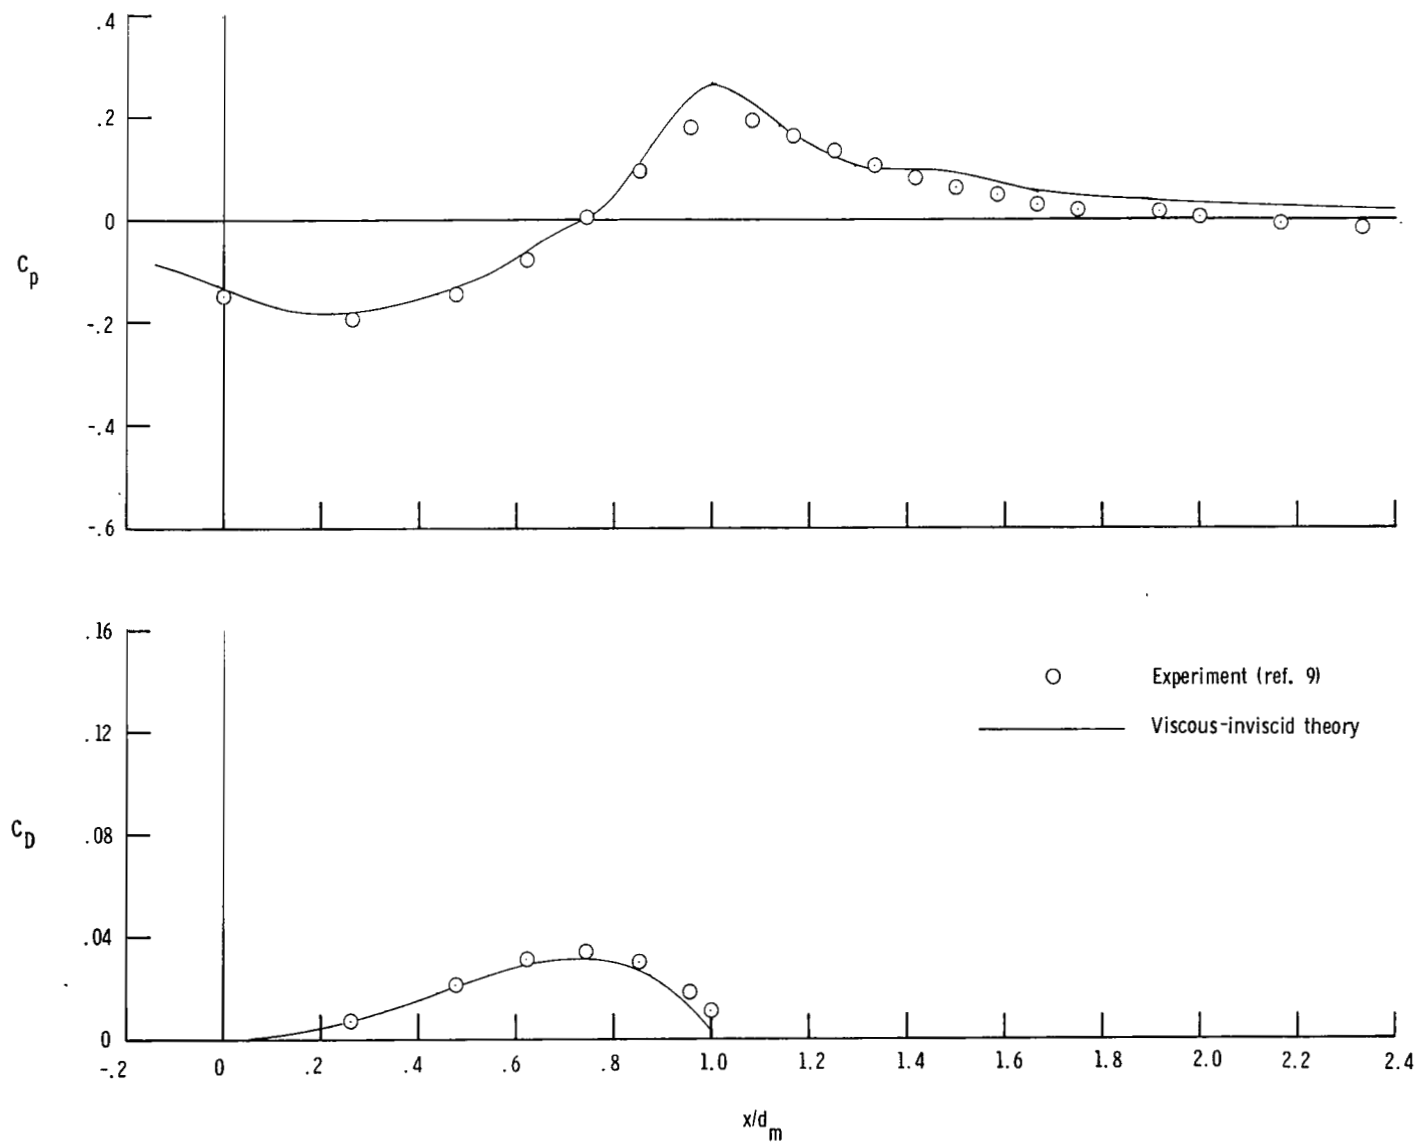 .4
.2
0
-.2
-.4
-.6
C_p
.16
.12
.08
.04
0
C_D
Experiment (ref. 9)
Viscous-inviscid theory
-.2 0 .2 .4 .6 .8 1.0 1.2 1.4 1.6 1.8 2.0 2.2 2.4
x/d_m